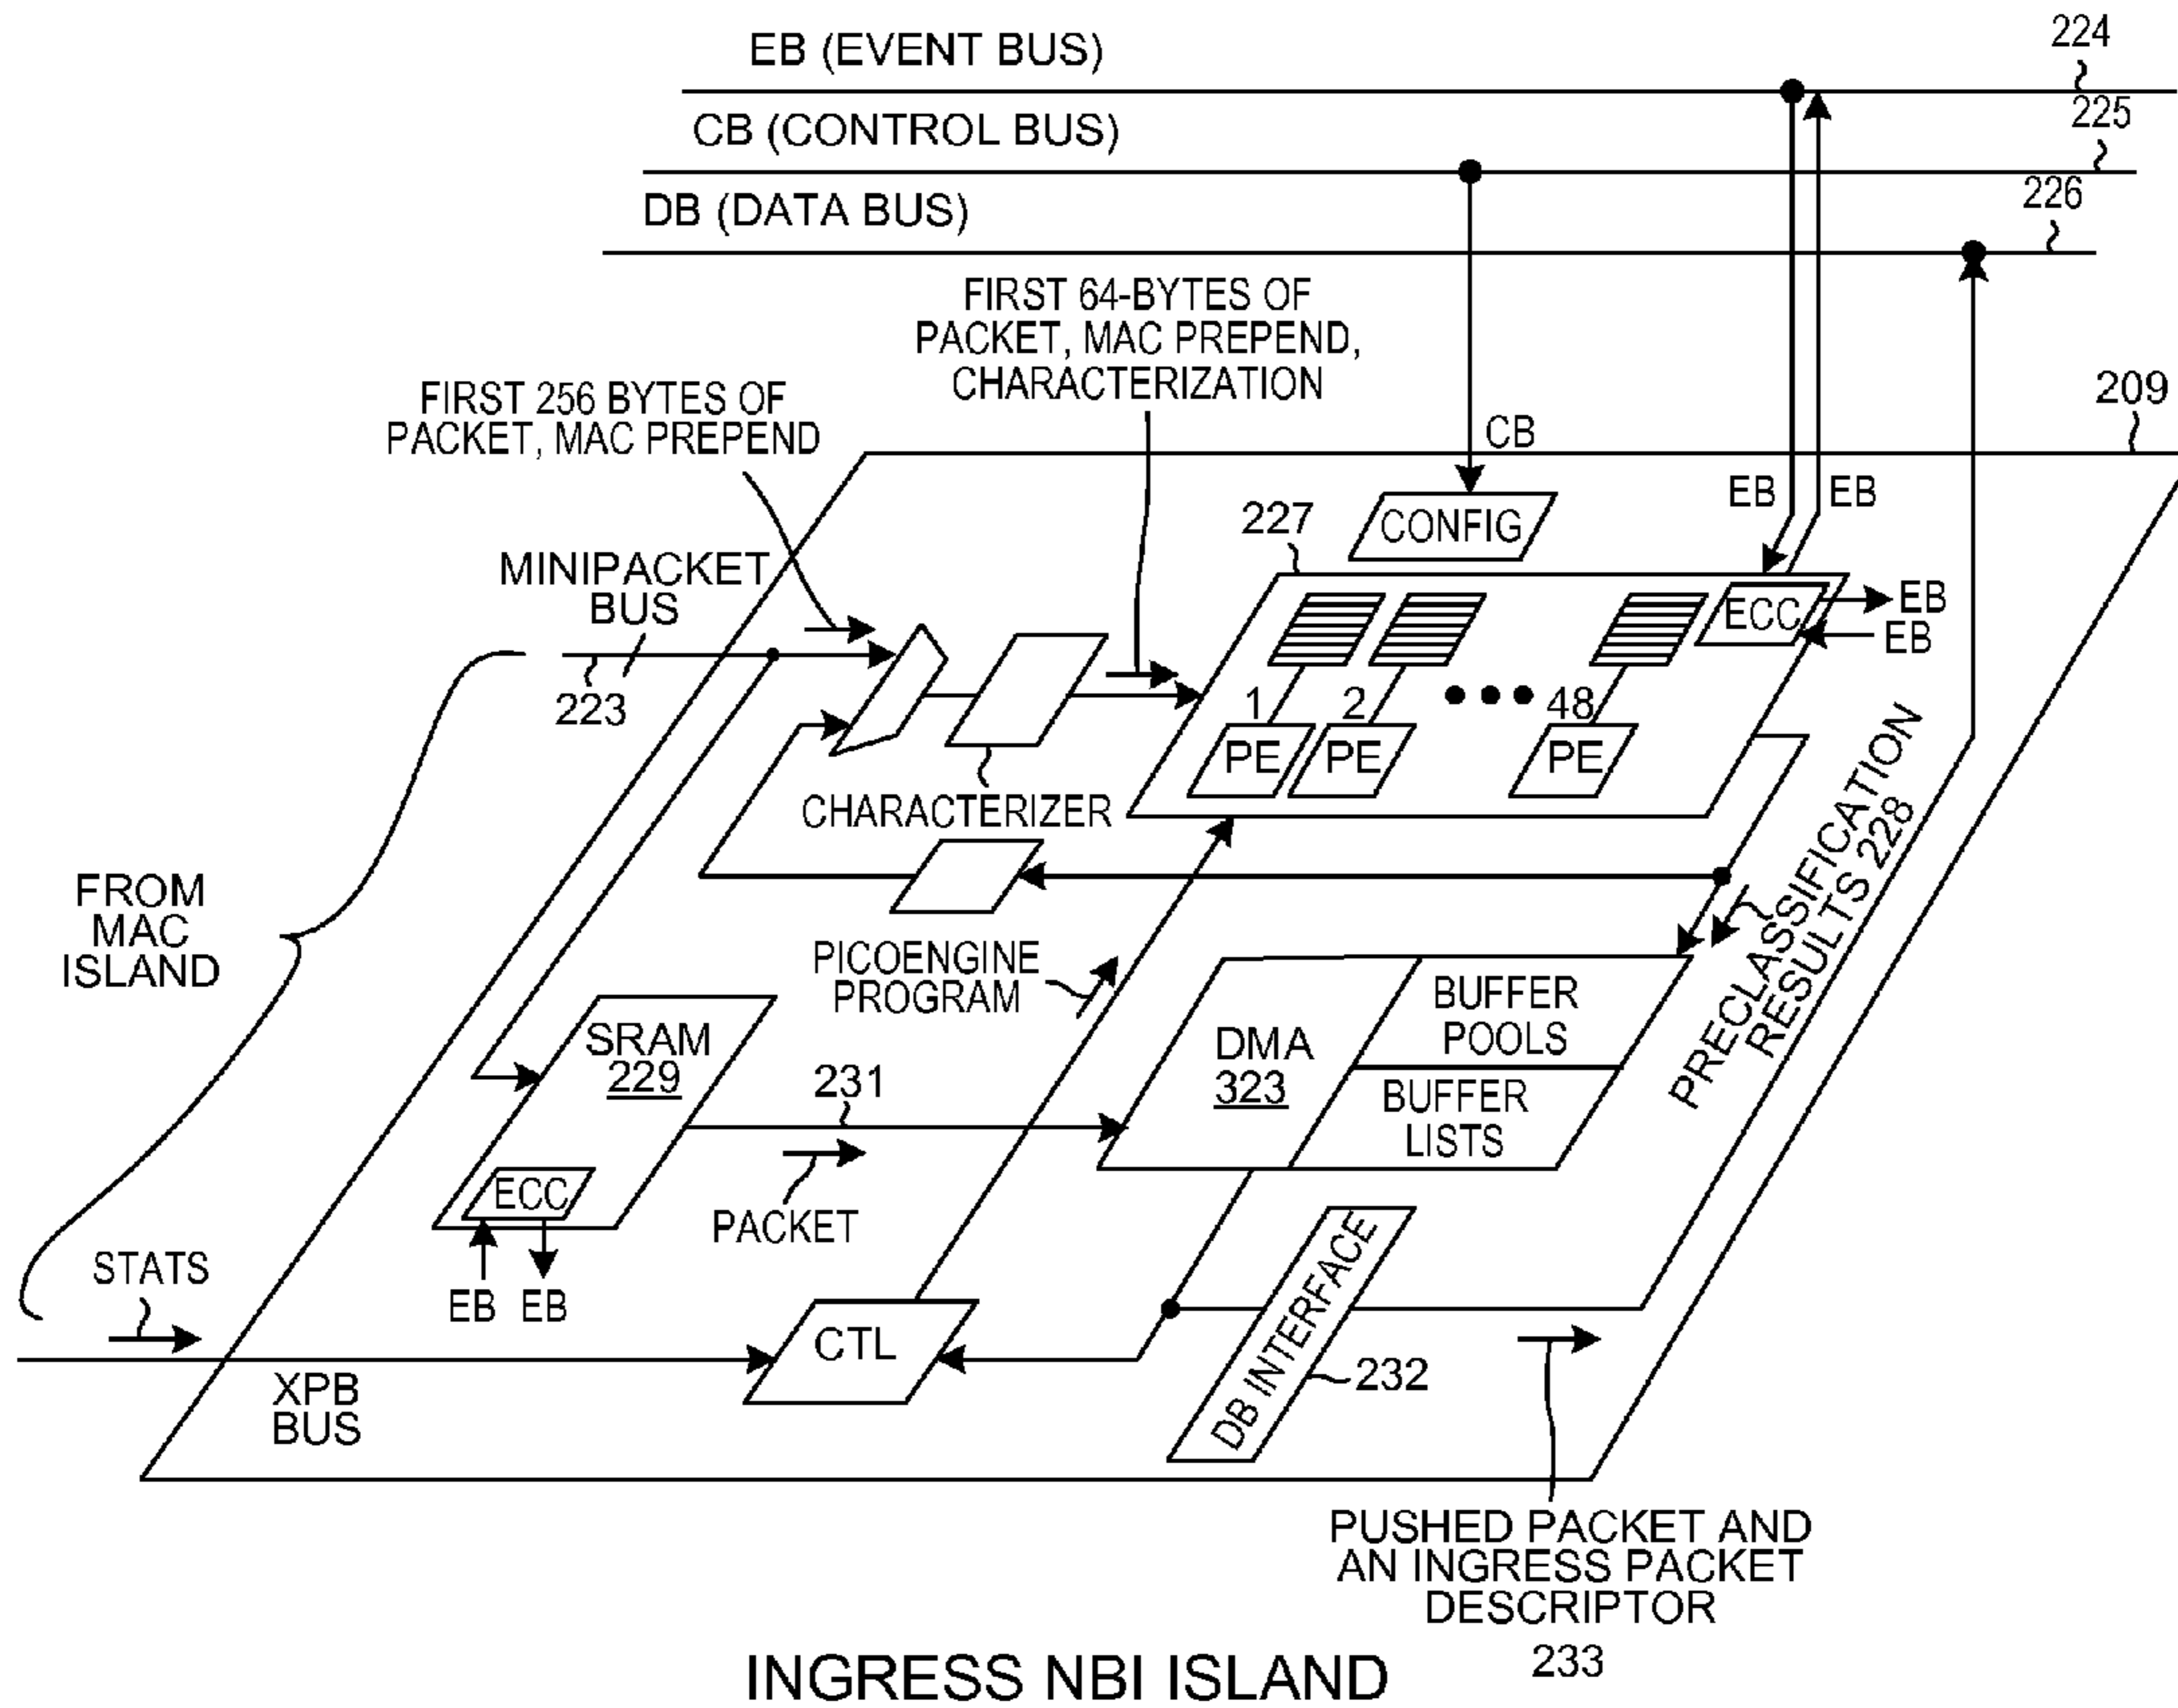 EB (EVENT BUS)
224
CB (CONTROL BUS)
225
DB (DATA BUS)
226
FIRST 64-BYTES OF
PACKET, MAC PREPEND,
CHARACTERIZATION
FIRST 256 BYTES OF
PACKET, MAC PREPEND
209
CB
EB
EB
227
CONFIG
MINIPACKET
BUS
223
ECC
EB
EB
1
2
48
PE
PE
PE
CHARACTERIZER
PRECLASSIFICATION
RESULTS 228
FROM
MAC
ISLAND
PICOENGINE
PROGRAM
BUFFER
POOLS
SRAM
229
231
DMA
323
BUFFER
LISTS
ECC
PACKET
STATS
EB
EB
DB INTERFACE
CTL
232
XPB
BUS
PUSHED PACKET AND
AN INGRESS PACKET
DESCRIPTOR
233
INGRESS NBI ISLAND